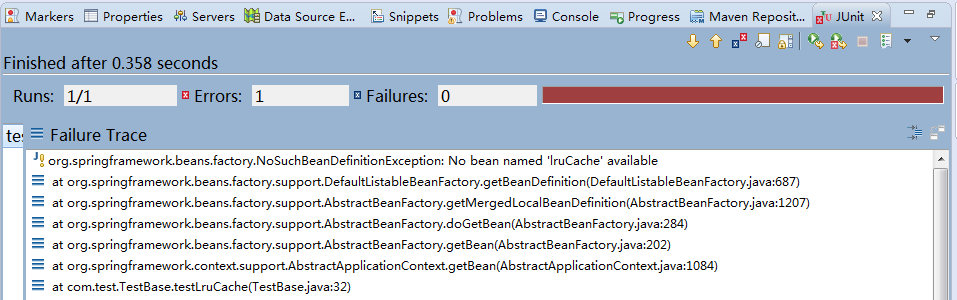 Markers Properties Servers Data Source E... Snippets Problems Console Progress Maven Reposit... JUnit
Finished after 0.358 seconds
Runs: 1/1 Errors: 1 Failures: 0
tes Failure Trace
org.springframework.beans.factory.NoSuchBeanDefinitionException: No bean named 'lruCache' available
at org.springframework.beans.factory.support.DefaultListableBeanFactory.getBeanDefinition(DefaultListableBeanFactory.java:687)
at org.springframework.beans.factory.support.AbstractBeanFactory.getMergedLocalBeanDefinition(AbstractBeanFactory.java:1207)
at org.springframework.beans.factory.support.AbstractBeanFactory.doGetBean(AbstractBeanFactory.java:284)
at org.springframework.beans.factory.support.AbstractBeanFactory.getBean(AbstractBeanFactory.java:202)
at org.springframework.context.support.AbstractApplicationContext.getBean(AbstractApplicationContext.java:1084)
at com.test.TestBase.testLruCache(TestBase.java:32)